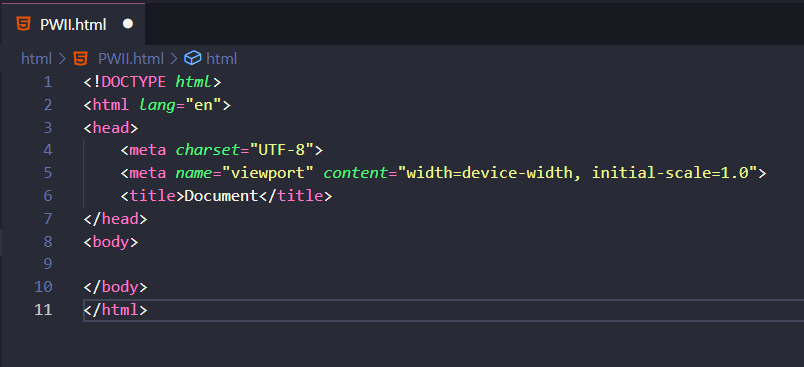 PWII.html
html > PWII.html > html
1 <!DOCTYPE html>
2 <html lang="en">
3 <head>
4     <meta charset="UTF-8">
5     <meta name="viewport" content="width=device-width, initial-scale=1.0">
6     <title>Document</title>
7 </head>
8 <body>
9
10 </body>
11 </html>